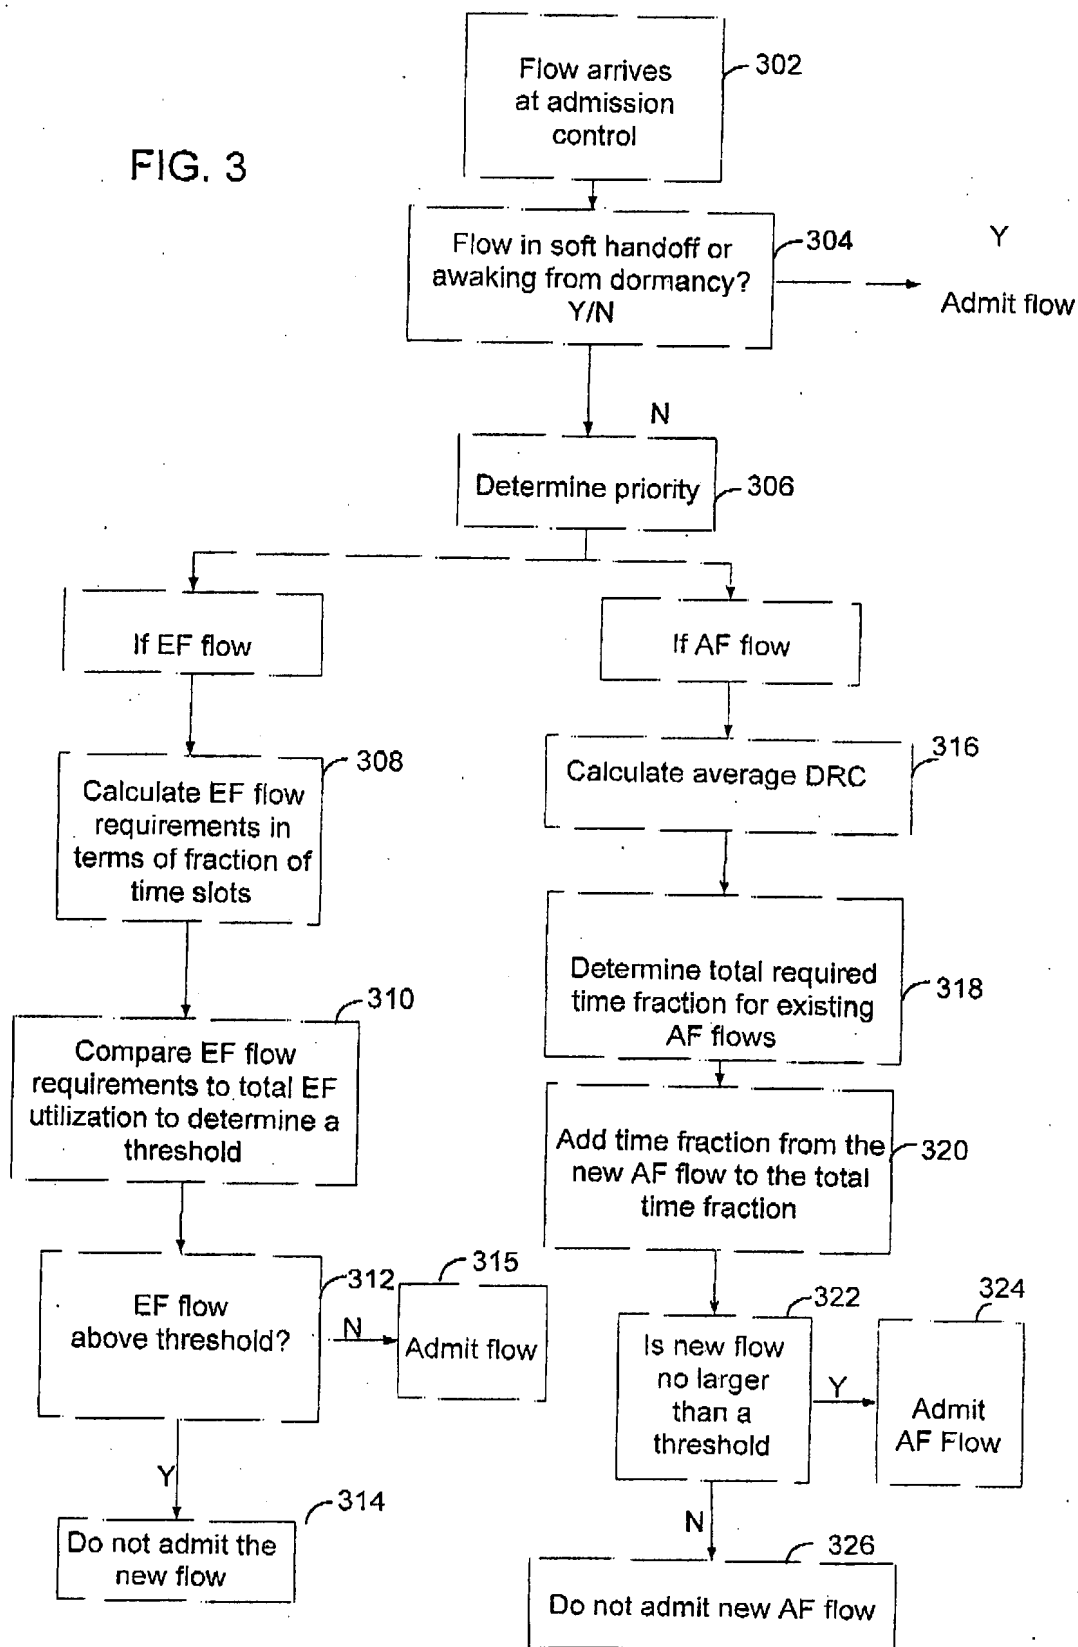 FIG. 3
Flow arrives
at admission
control
302
Flow in soft handoff or
awaking from dormancy?
Y/N
304
Y
Admit flow
N
Determine priority
306
If EF flow
If AF flow
308
Calculate EF flow
requirements in
terms of fraction of
time slots
316
Calculate average DRC
310
Compare EF flow
requirements to total EF
utilization to determine a
threshold
Determine total required
time fraction for existing
AF flows
318
Add time fraction from the
new AF flow to the total
time fraction
320
EF flow
above threshold?
312
N
315
Admit flow
322
Is new flow
no larger
than a
threshold
Y
324
Admit
AF Flow
Y
314
Do not admit the
new flow
N
326
Do not admit new AF flow